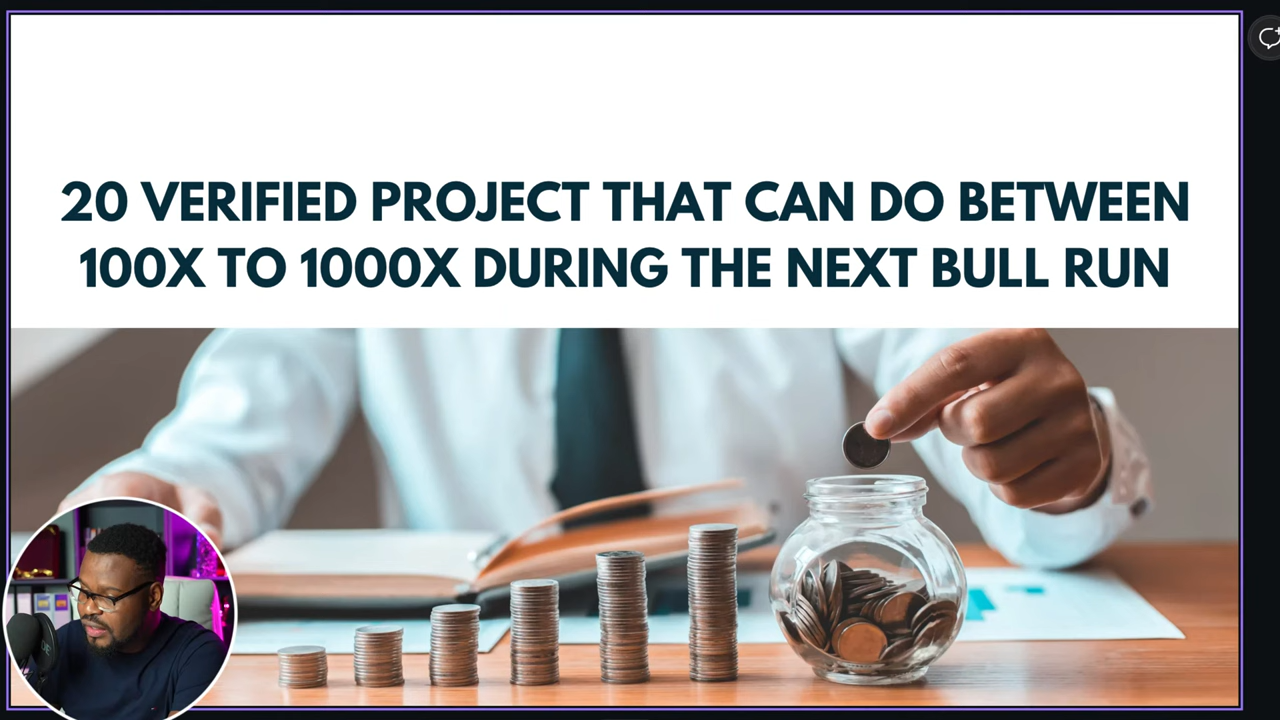 20 VERIFIED PROJECT THAT CAN DO BETWEEN
100X TO 1000X DURING THE NEXT BULL RUN